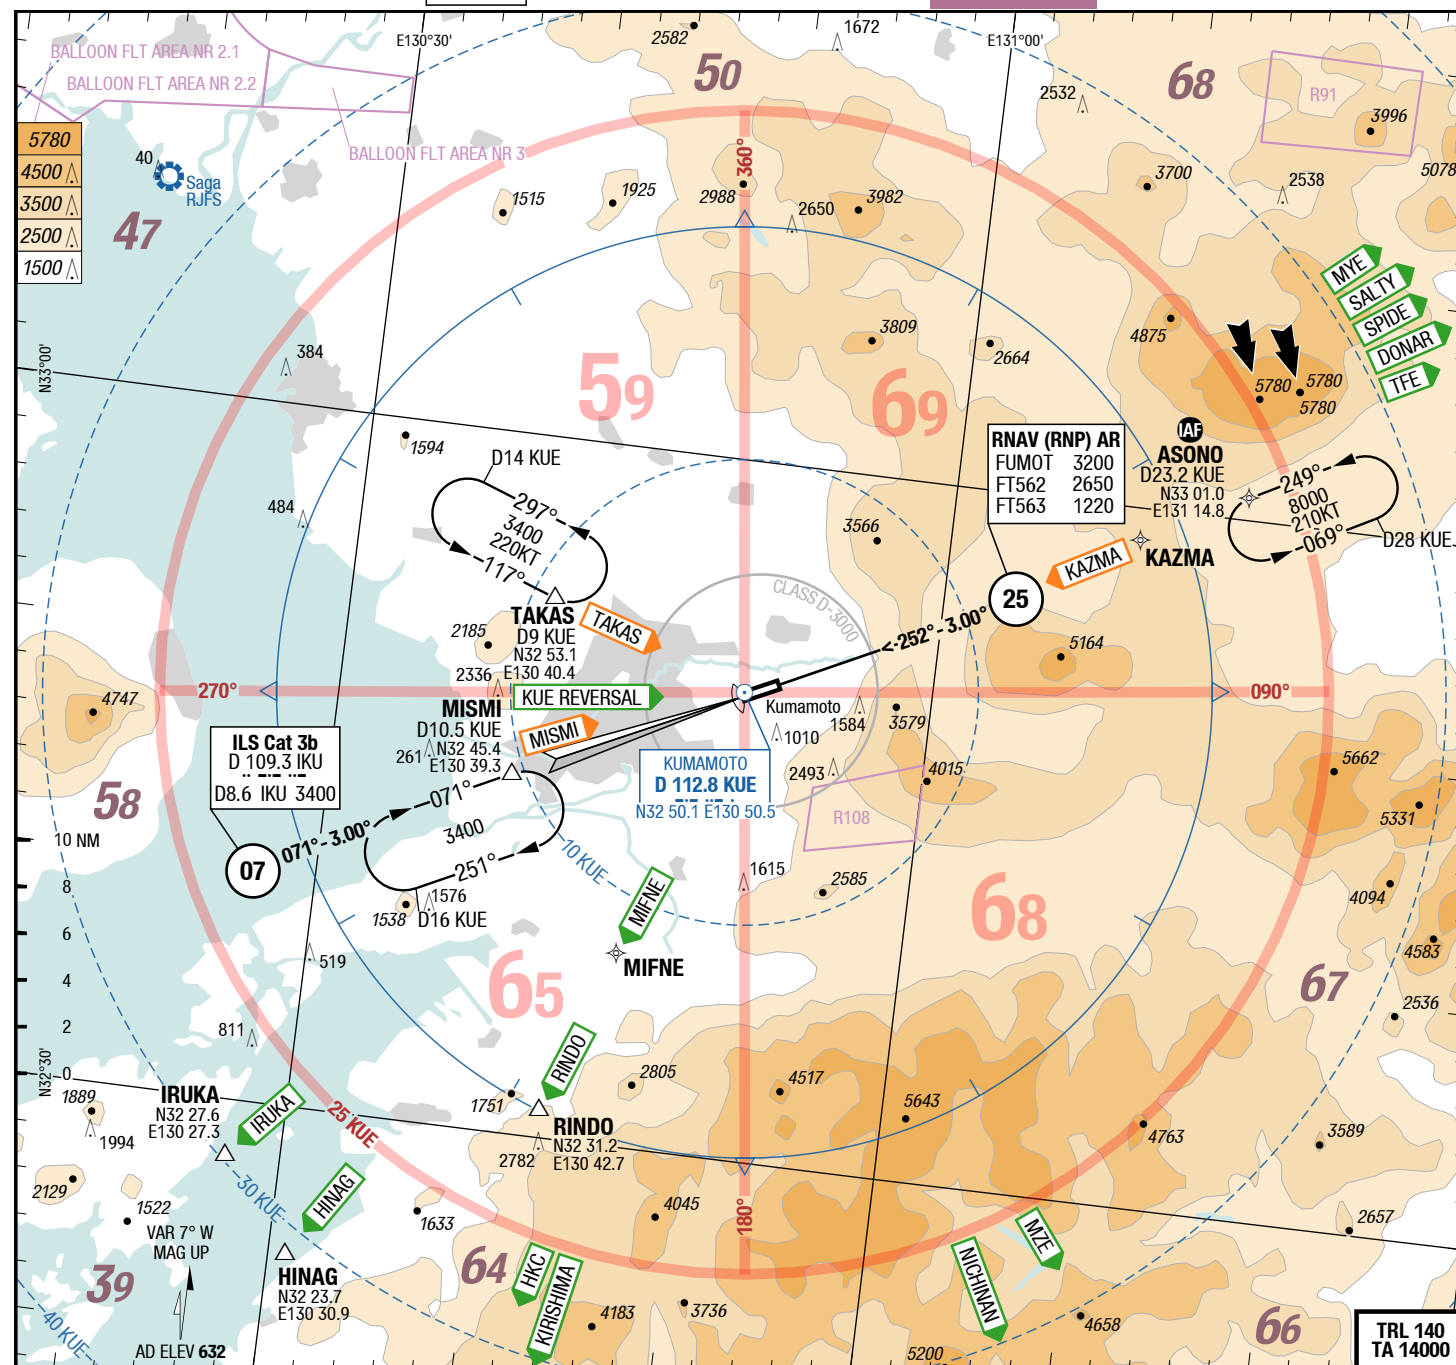 2582
1672
E130°30'
E131°00'
BALLOON FLT AREA NR 2.1
BALLOON FLT AREA NR 2.2
BALLOON FLT AREA NR 3
50
68
R91
2532
3996
5780
4500
3500
2500
1500
40
Saga
RJFS
47
360°
1515
1925
2988
2650
3982
3700
2538
5078
MYE
SALTY
SPIDE
DONAR
TFE
N33°00'
384
59
69
3809
2664
4875
5780
5780
5780
1594
D14 KUE
297°
3400
220KT
117°
484
3566
RNAV (RNP) AR
FUMOT 3200
FT562 2650
FT563 1220
IAF
ASONO
D23.2 KUE
N33 01.0
E131 14.8
249°
8000
210KT
069°
D28 KUE
KAZMA
KAZMA
25
252° - 3.00°
CLASS D-3000
TAKAS
D9 KUE
N32 53.1
E130 40.4
TAKAS
2185
2336
5164
270°
090°
KUE REVERSAL
4747
MISMI
D10.5 KUE
N32 45.4
E130 39.3
MISMI
261
Kumamoto
1584
3579
1010
2493
4015
KUMAMOTO
D 112.8 KUE
N32 50.1 E130 50.5
R108
5662
5331
ILS Cat 3b
D 109.3 IKU
D8.6 IKU 3400
58
07
071° - 3.00°
071°
3400
251°
10 KUE
1576
1538
D16 KUE
1615
2585
4094
4583
10 NM
8
6
4
2
0
MIFNE
MIFNE
68
65
67
519
811
2536
N32°30'
1889
1994
IRUKA
N32 27.6
E130 27.3
IRUKA
25 KUE
1751
RINDO
RINDO
N32 31.2
E130 42.7
2782
2805
4517
5643
4763
3589
2129
1522
30 KUE
HINAG
1633
4045
180°
2657
VAR 7° W
MAG UP
39
HINAG
N32 23.7
E130 30.9
64
HKC
KIRISHIMA
4183
3736
NICHINAN
MZE
4658
5200
66
40 KUE
AD ELEV 632
TRL 140
TA 14000